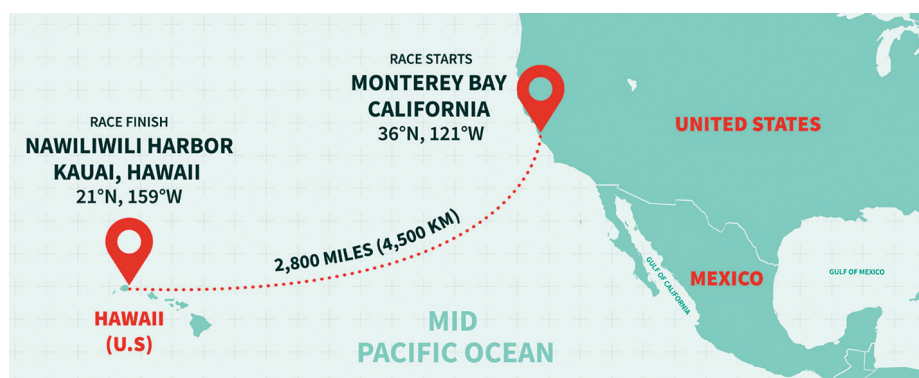 RACE STARTS
MONTEREY BAY
CALIFORNIA
36°N, 121°W
RACE FINISH
NAWILIWILI HARBOR
KAUAI, HAWAII
21°N, 159°W
UNITED STATES
2,800 MILES (4,500 KM)
HAWAII
(U.S)
MID
PACIFIC OCEAN
GULF OF CALIFORNIA
MEXICO
GULF OF MEXICO